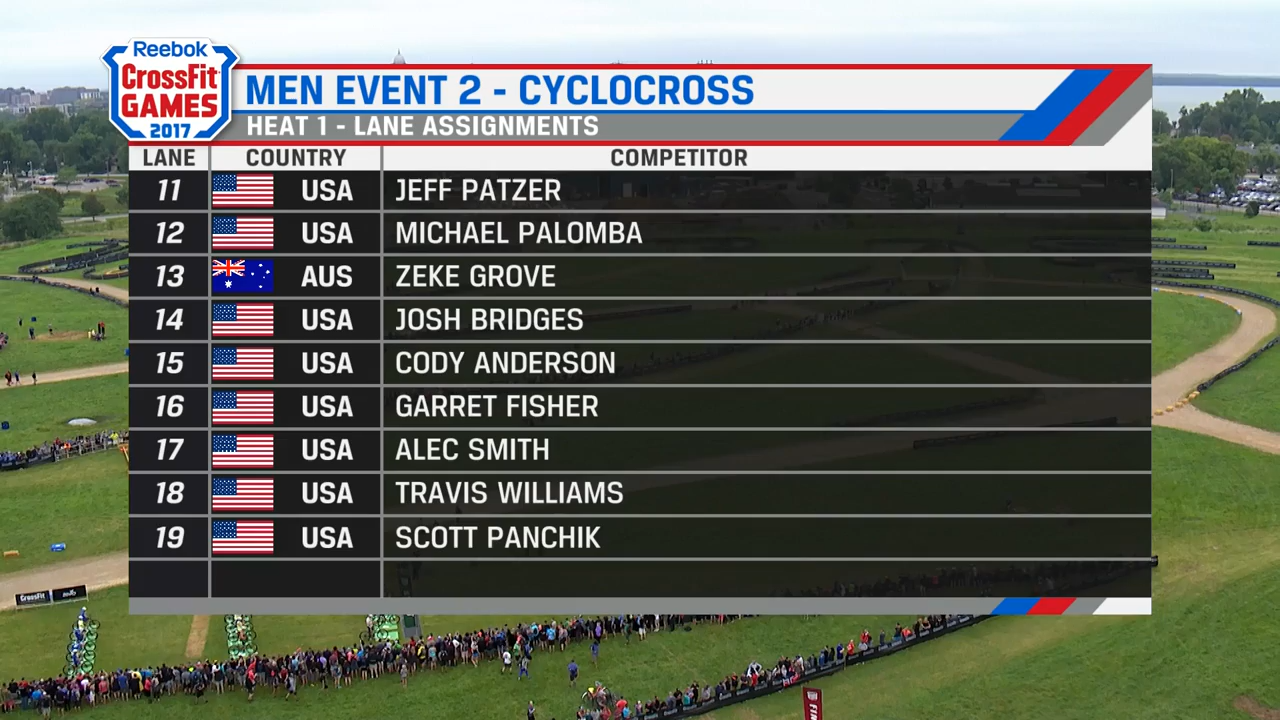 Reebok
CrossFit
GAMES
2017
MEN EVENT 2 - CYCLOCROSS
HEAT 1 - LANE ASSIGNMENTS
LANE COUNTRY COMPETITOR
11 USA JEFF PATZER
12 USA MICHAEL PALOMBA
13 AUS ZEKE GROVE
14 USA JOSH BRIDGES
15 USA CODY ANDERSON
16 USA GARRET FISHER
17 USA ALEC SMITH
18 USA TRAVIS WILLIAMS
19 USA SCOTT PANCHIK
CrossFit